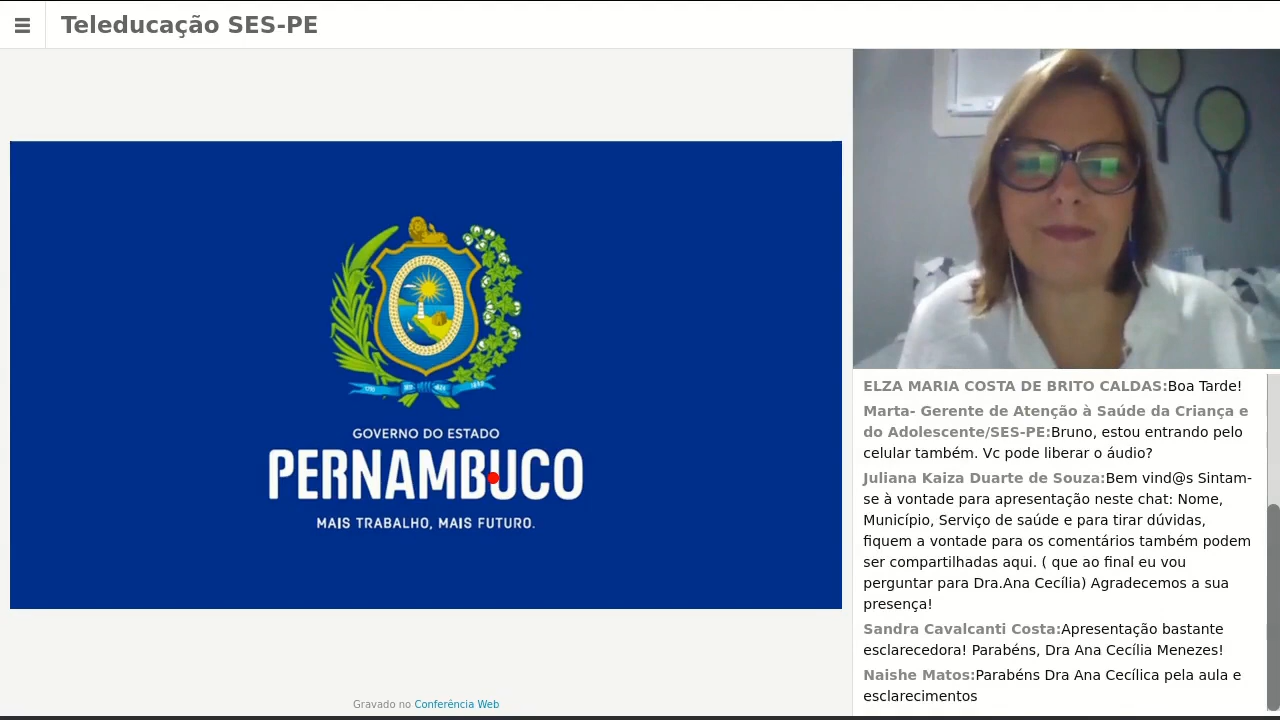 Teleducação SES-PE
GOVERNO DO ESTADO
PERNAMBUCO
MAIS TRABALHO, MAIS FUTURO.
Gravado no Conferência Web
ELZA MARIA COSTA DE BRITO CALDAS:Boa Tarde!
Marta- Gerente de Atenção à Saúde da Criança e
do Adolescente/SES-PE:Bruno, estou entrando pelo
celular também. Vc pode liberar o áudio?
Juliana Kaiza Duarte de Souza:Bem vind@s Sintam-
se à vontade para apresentação neste chat: Nome,
Município, Serviço de saúde e para tirar dúvidas,
fiquem a vontade para os comentários também podem
ser compartilhadas aqui. ( que ao final eu vou
perguntar para Dra.Ana Cecília) Agradecemos a sua
presença!
Sandra Cavalcanti Costa:Apresentação bastante
esclarecedora! Parabéns, Dra Ana Cecília Menezes!
Naishe Matos:Parabéns Dra Ana Cecílica pela aula e
esclarecimentos